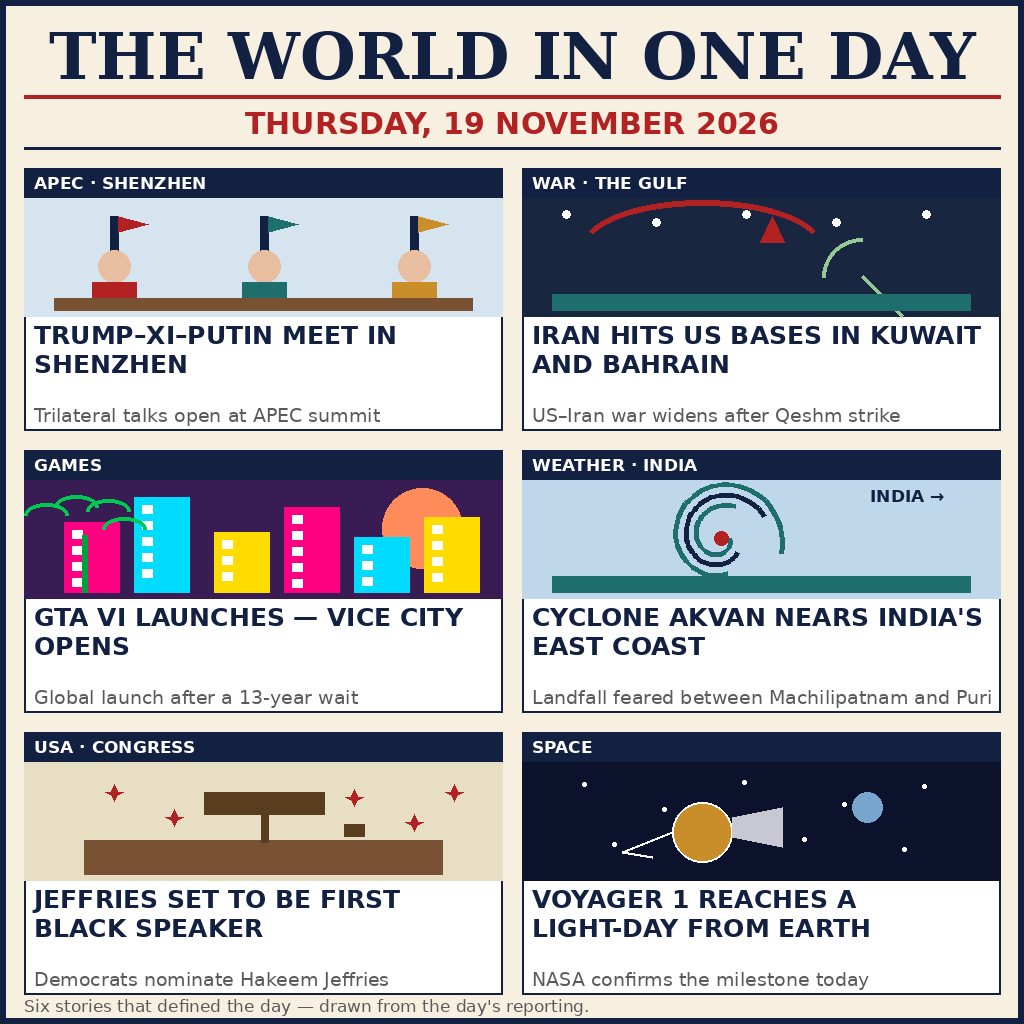 THE WORLD IN ONE DAY
THURSDAY, 19 NOVEMBER 2026
APEC · SHENZHEN
TRUMP–XI–PUTIN MEET IN
SHENZHEN
Trilateral talks open at APEC summit
WAR · THE GULF
IRAN HITS US BASES IN KUWAIT
AND BAHRAIN
US–Iran war widens after Qeshm strike
GAMES
GTA VI LAUNCHES — VICE CITY
OPENS
Global launch after a 13-year wait
WEATHER · INDIA
INDIA →
CYCLONE AKVAN NEARS INDIA'S
EAST COAST
Landfall feared between Machilipatnam and Puri
USA · CONGRESS
JEFFRIES SET TO BE FIRST
BLACK SPEAKER
Democrats nominate Hakeem Jeffries
SPACE
VOYAGER 1 REACHES A
LIGHT-DAY FROM EARTH
NASA confirms the milestone today
Six stories that defined the day — drawn from the day's reporting.